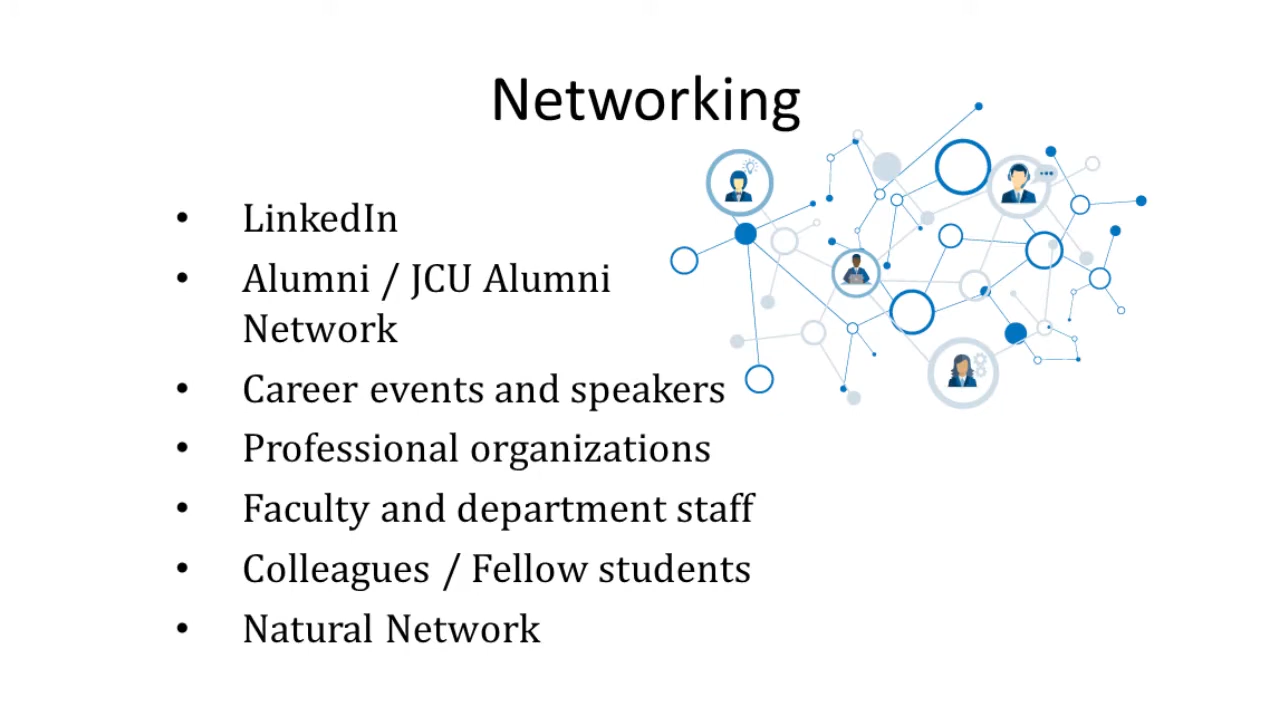 Networking
• LinkedIn
• Alumni / JCU Alumni
Network
• Career events and speakers
• Professional organizations
• Faculty and department staff
• Colleagues / Fellow students
• Natural Network